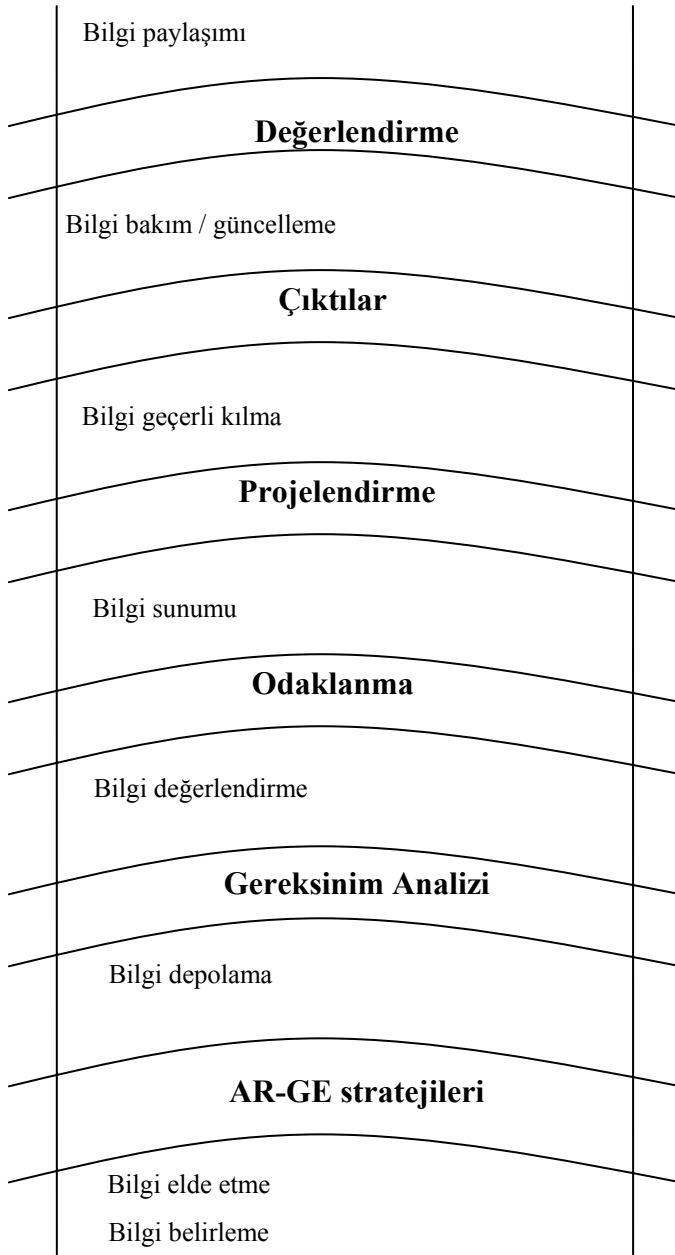 Bilgi paylaşımı
Değerlendirme
Bilgi bakım / güncelleme
Çıktılar
Bilgi geçerli kılma
Projelendirme
Bilgi sunumu
Odaklanma
Bilgi değerlendirme
Gereksinim Analizi
Bilgi depolama
AR-GE stratejileri
Bilgi elde etme
Bilgi belirleme